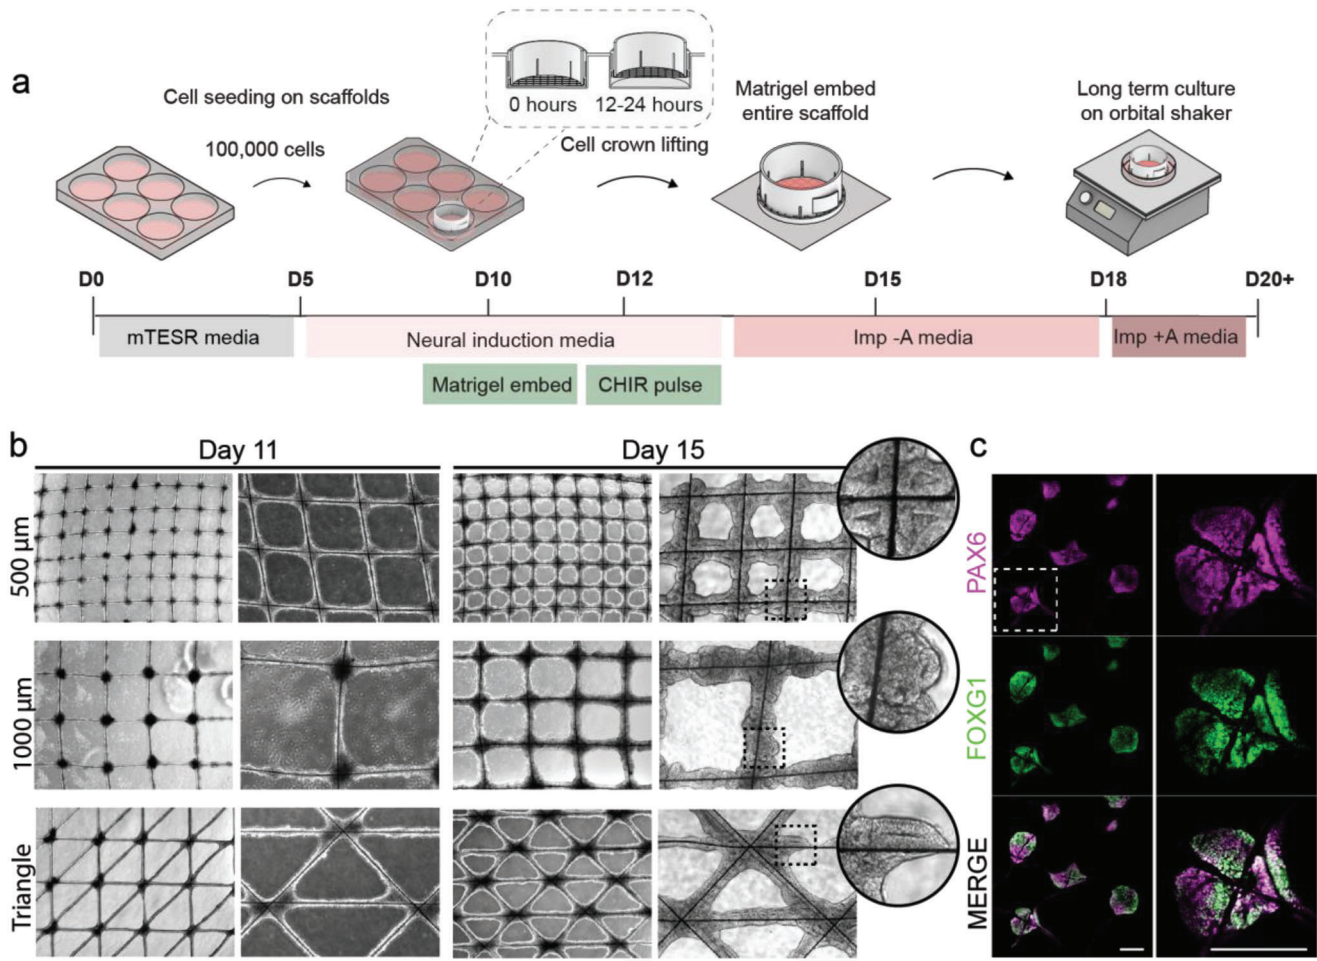 a
Cell seeding on scaffolds
100,000 cells
0 hours
12-24 hours
Cell crown lifting
Matrigel embed
entire scaffold
Long term culture
on orbital shaker
D0
D5
D10
D12
D15
D18
D20+
mTESR media
Neural induction media
Imp -A media
Imp +A media
Matrigel embed
CHIR pulse
b
Day 11
Day 15
500 µm
1000 µm
Triangle
c
PAX6
FOXG1
MERGE